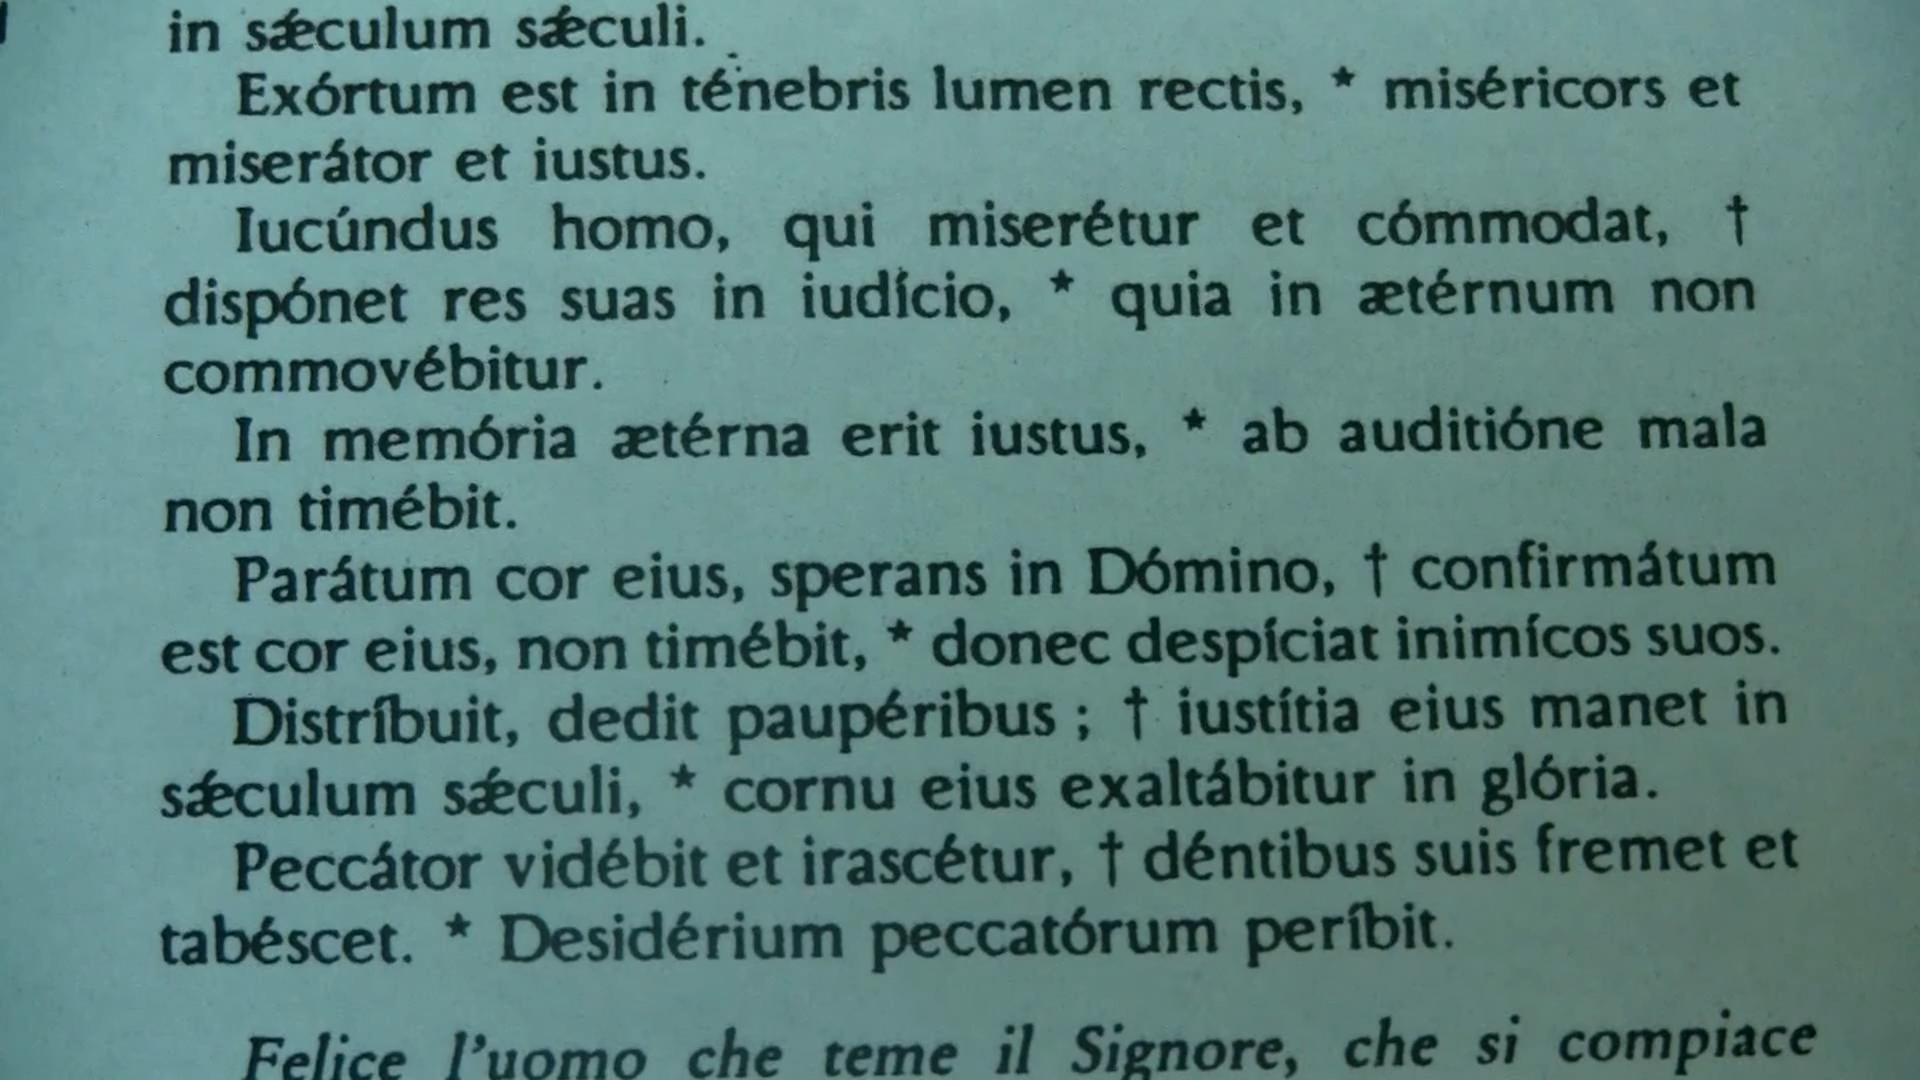 in sǽculum sǽculi.
Exórtum est in ténebris lumen rectis, * miséricors et
miserátor et iustus.
Iucúndus homo, qui miserétur et cómmodat, †
dispónet res suas in iudício, * quia in ætérnum non
commovébitur.
In memória ætérna erit iustus, * ab auditióne mala
non timébit.
Parátum cor eius, sperans in Dómino, † confirmátum
est cor eius, non timébit, * donec despíciat inimícos suos.
Distríbuit, dedit paupéribus ; † iustítia eius manet in
sǽculum sǽculi, * cornu eius exaltábitur in glória.
Peccátor vidébit et irascétur, † déntibus suis fremet et
tabéscet. * Desidérium peccatórum períbit.
Felice l'uomo che teme il Signore, che si compiace